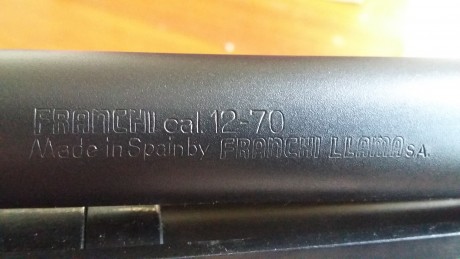 FRANCHI cal.12-70
Made in Spain by FRANCHI LLAMA S.A.